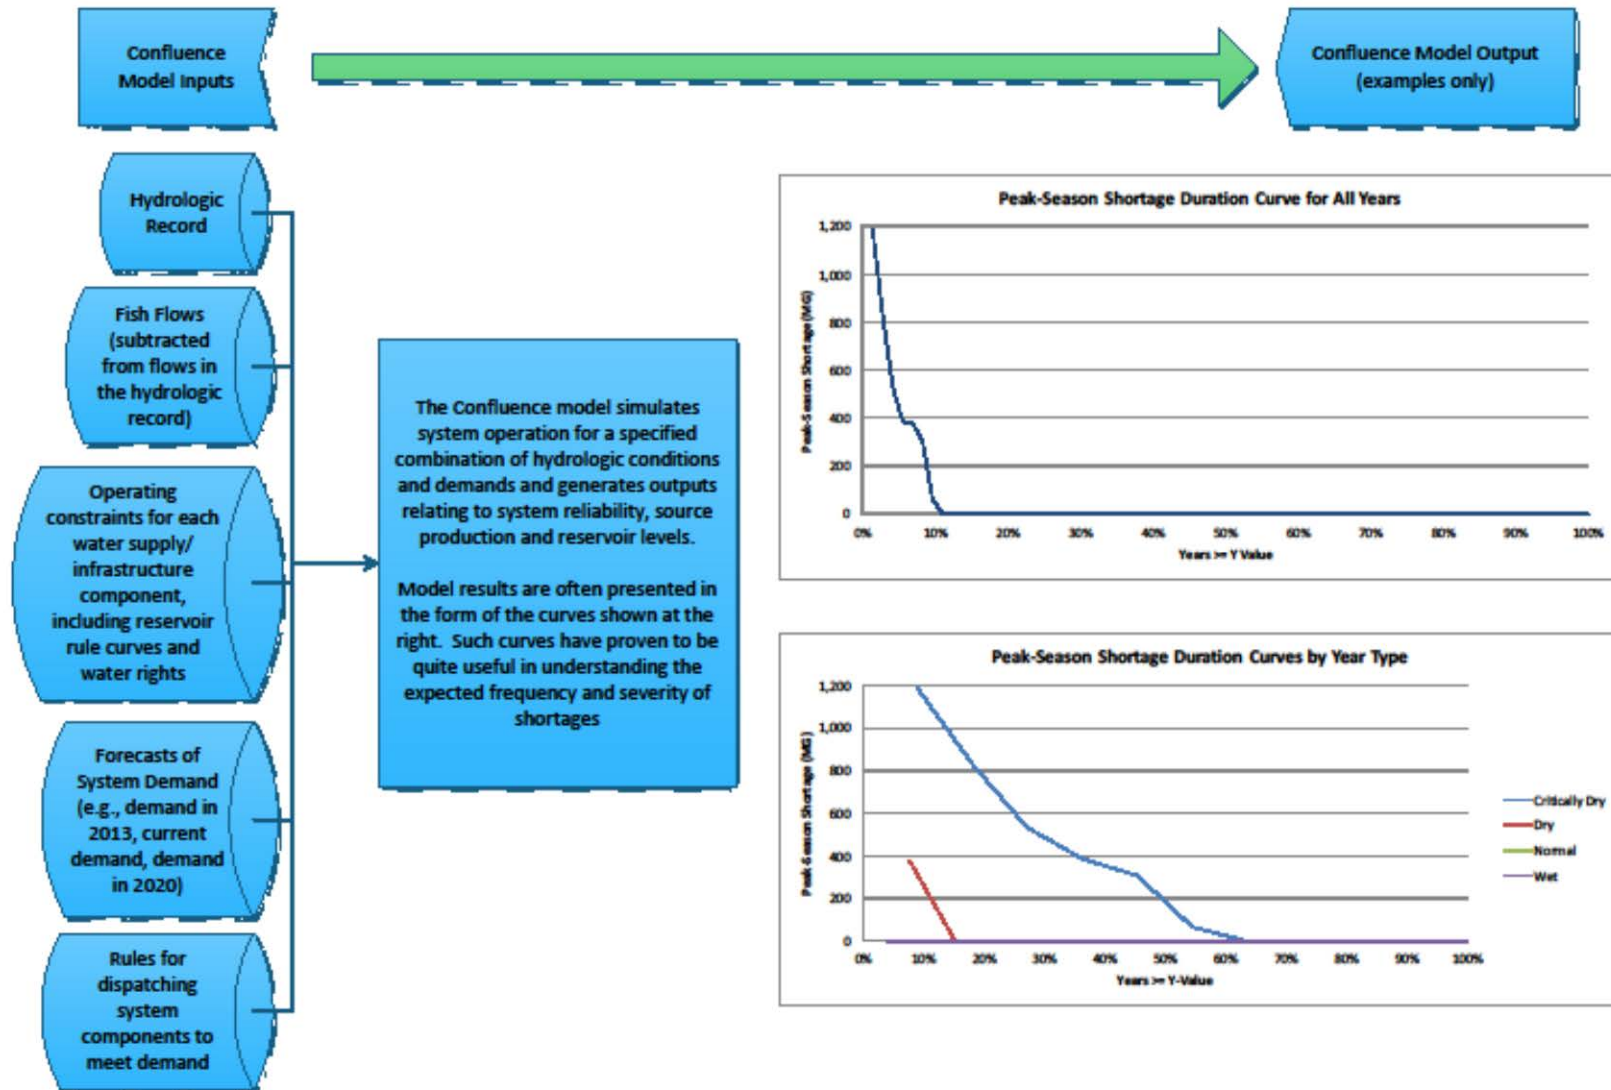 Confluence
Model Inputs
Confluence Model Output
(examples only)
Hydrologic
Record
Fish Flows
(subtracted
from flows in
the hydrologic
record)
Operating
constraints for each
water supply/
infrastructure
component,
including reservoir
rule curves and
water rights
Forecasts of
System Demand
(e.g., demand in
2013, current
demand, demand
in 2020)
Rules for
dispatching
system
components to
meet demand
The Confluence model simulates
system operation for a specified
combination of hydrologic conditions
and demands and generates outputs
relating to system reliability, source
production and reservoir levels.
Model results are often presented in
the form of the curves shown at the
right. Such curves have proven to be
quite useful in understanding the
expected frequency and severity of
shortages
Peak-Season Shortage Duration Curve for All Years
Peak-Season Shortage (MG)
1,200
1,000
800
600
400
200
0
0% 10% 20% 30% 40% 50% 60% 70% 80% 90% 100%
Years >= Y Value
Peak-Season Shortage Duration Curves by Year Type
Peak-Season Shortage (MG)
1,200
1,000
800
600
400
200
0
0% 10% 20% 30% 40% 50% 60% 70% 80% 90% 100%
Years >= Y-Value
Critically Dry
Dry
Normal
Wet